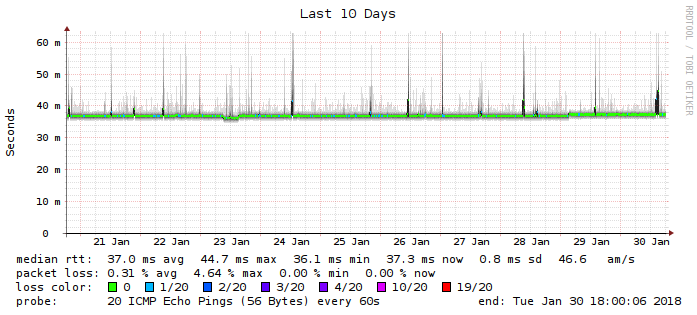 Last 10 Days
RRDTOOL / TOBI OETIKER
Seconds
60 m
50 m
40 m
30 m
20 m
10 m
0
21 Jan 22 Jan 23 Jan 24 Jan 25 Jan 26 Jan 27 Jan 28 Jan 29 Jan 30 Jan
median rtt: 37.0 ms avg 44.7 ms max 36.1 ms min 37.3 ms now 0.8 ms sd 46.6 am/s
packet loss: 0.31 % avg 4.64 % max 0.00 % min 0.00 % now
loss color: 0 1/20 2/20 3/20 4/20 10/20 19/20
probe: 20 ICMP Echo Pings (56 Bytes) every 60s end: Tue Jan 30 18:00:06 2018